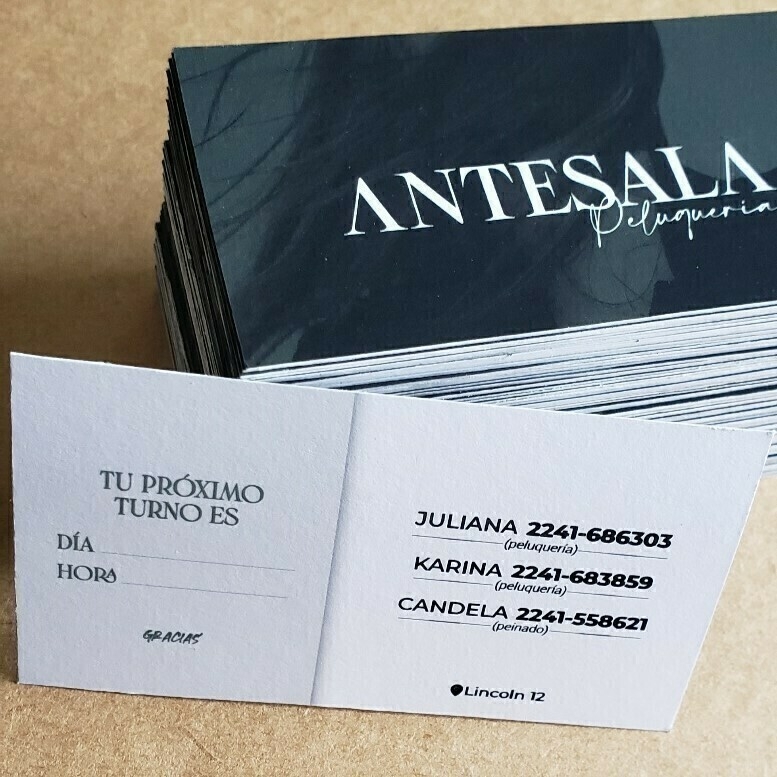 ANTESALA
Peluqueria
TU PRÓXIMO
TURNO ES
DÍA
HORA
GRACIAS
JULIANA 2241-686303
(peluquería)
KARINA 2241-683859
(peluquería)
CANDELA 2241-558621
(peinado)
Lincoln 12